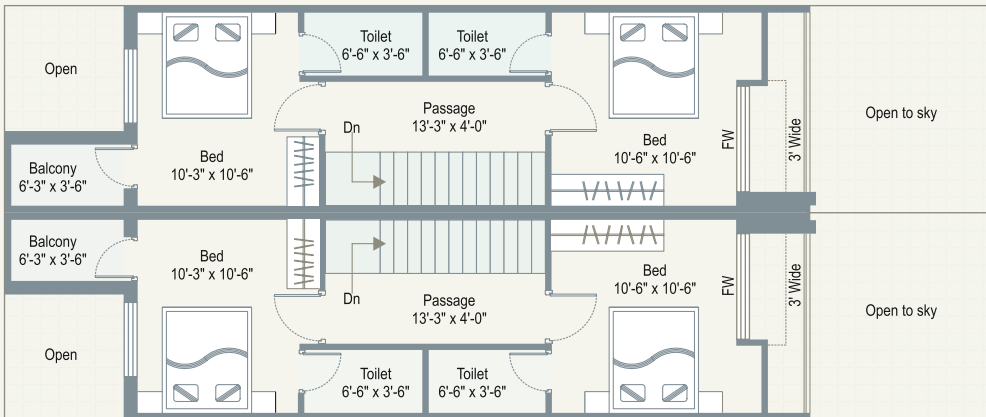 Open
Balcony
6'-3" x 3'-6"
Bed
10'-3" x 10'-6"
Toilet
6'-6" x 3'-6"
Toilet
6'-6" x 3'-6"
Passage
13'-3" x 4'-0"
Dn
Bed
10'-6" x 10'-6"
FW
3' Wide
Open to sky
Balcony
6'-3" x 3'-6"
Bed
10'-3" x 10'-6"
Dn
Passage
13'-3" x 4'-0"
Bed
10'-6" x 10'-6"
FW
3' Wide
Open to sky
Open
Toilet
6'-6" x 3'-6"
Toilet
6'-6" x 3'-6"